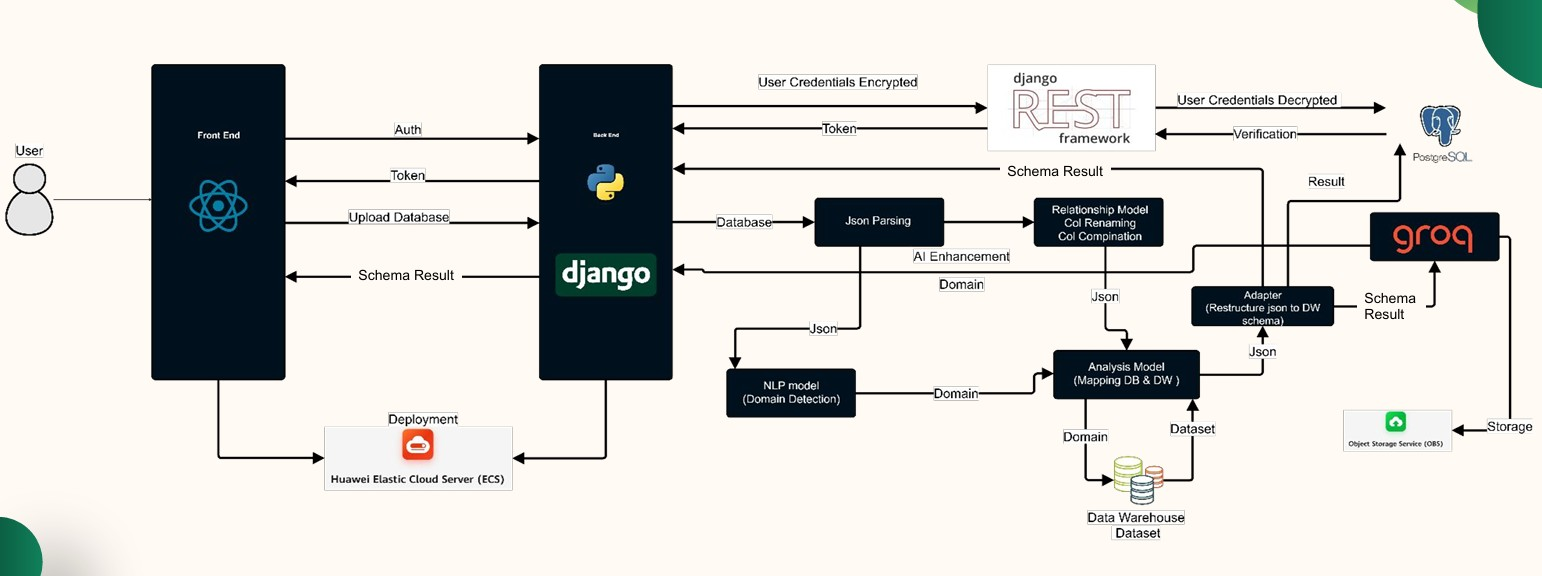 User
Front End
Auth
Token
Upload Database
Schema Result
Back End
django
User Credentials Encrypted
Token
django
REST
framework
User Credentials Decrypted
Verification
PostgreSQL
Schema Result
Result
Database
Json Parsing
Relationship Model
Col Renaming
Col Compination
groq
AI Enhancement
Domain
Json
Json
Adapter
(Restructure json to DW
schema)
Schema
Result
Json
NLP model
(Domain Detection)
Domain
Analysis Model
(Mapping DB & DW )
Domain
Dataset
Data Warehouse
Dataset
Storage
Object Storage Service (OBS)
Deployment
Huawei Elastic Cloud Server (ECS)